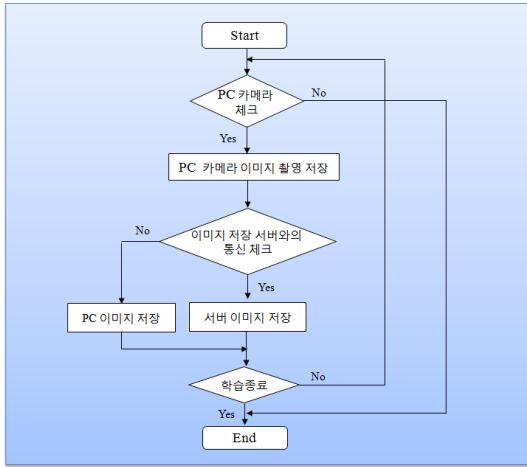 Start
PC 카메라
체크
No
Yes
PC 카메라 이미지 촬영 저장
No
이미지 저장 서버와의
통신 체크
Yes
PC 이미지 저장
서버 이미지 저장
학습종료
No
Yes
End